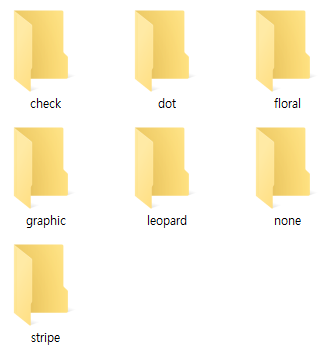 check
dot
floral
graphic
leopard
none
stripe